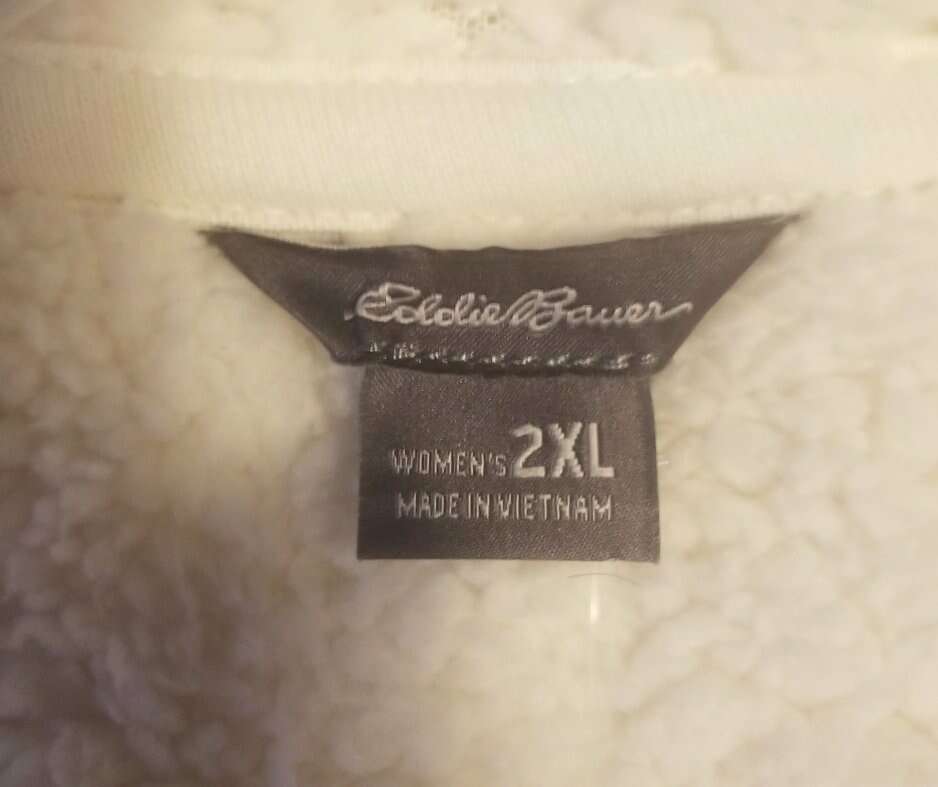 Eddie Bauer
WOMEN'S 2XL
MADE IN VIETNAM